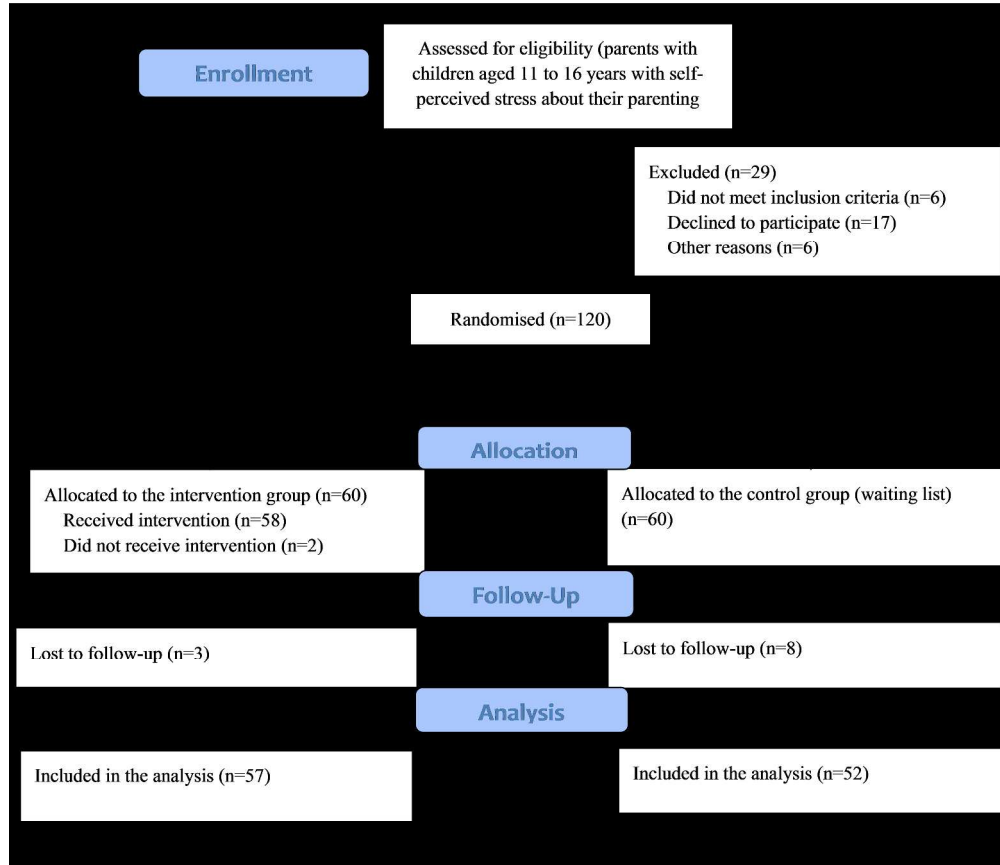 Enrollment
Assessed for eligibility (parents with
children aged 11 to 16 years with self-
perceived stress about their parenting
Excluded (n=29)
Did not meet inclusion criteria (n=6)
Declined to participate (n=17)
Other reasons (n=6)
Randomised (n=120)
Allocation
Allocated to the intervention group (n=60)
Received intervention (n=58)
Did not receive intervention (n=2)
Allocated to the control group (waiting list)
(n=60)
Follow-Up
Lost to follow-up (n=3)
Lost to follow-up (n=8)
Analysis
Included in the analysis (n=57)
Included in the analysis (n=52)